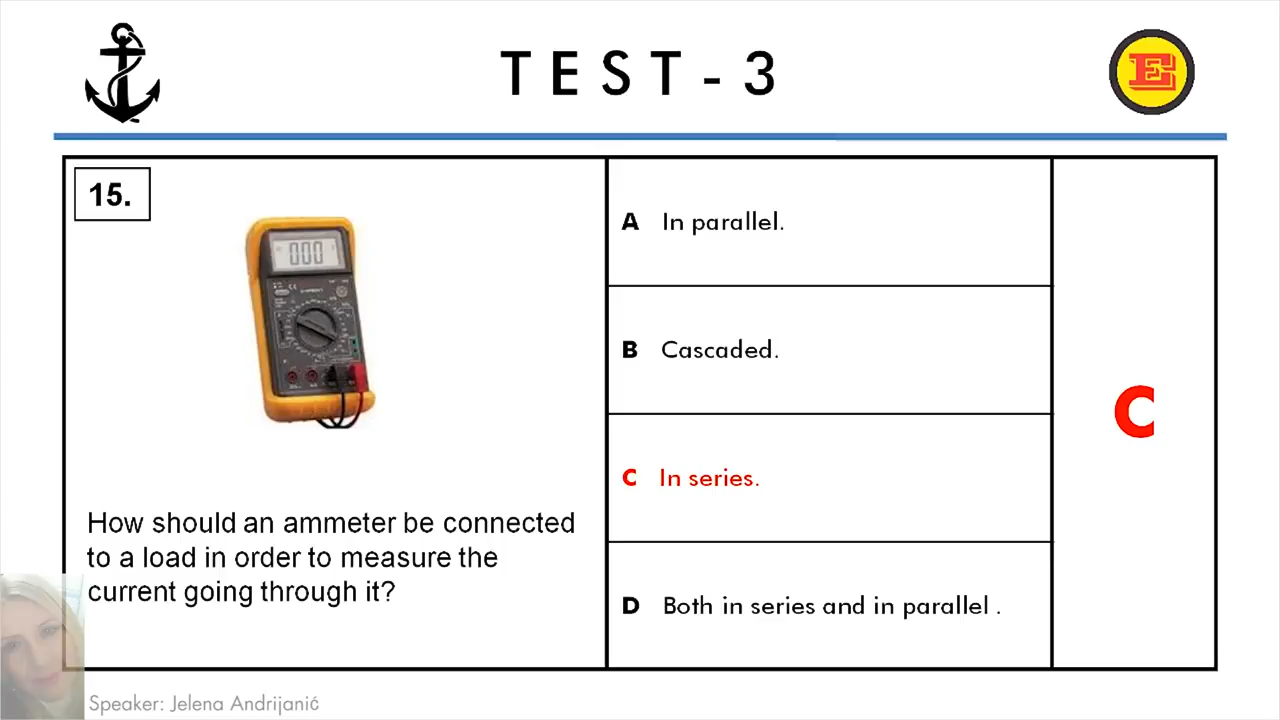 TEST-3
E
15.
000
How should an ammeter be connected
to a load in order to measure the
current going through it?
A In parallel.
B Cascaded.
C In series.
D Both in series and in parallel .
C
Speaker: Jelena Andrijanić